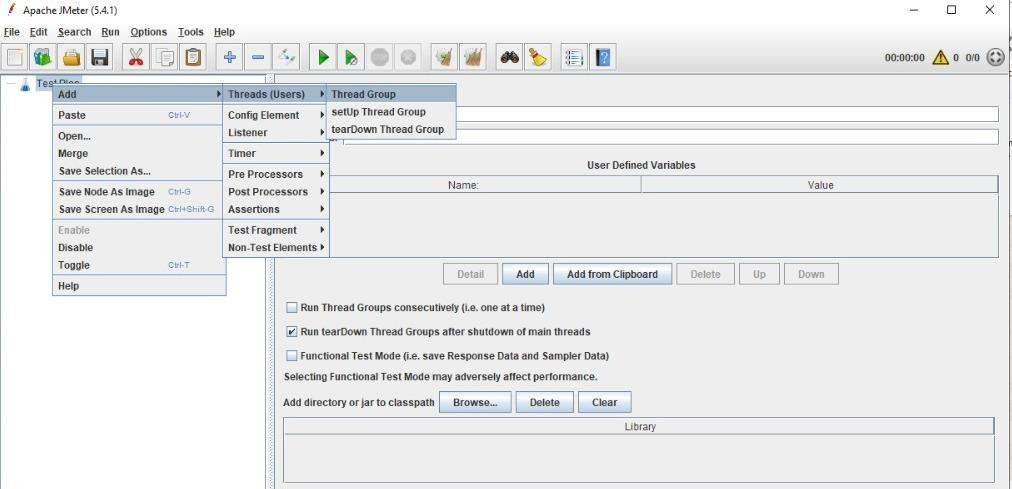 Apache JMeter (5.4.1)
File Edit Search Run Options Tools Help
00:00:00 0 0/0
Add
Paste Ctrl-V
Open...
Merge
Save Selection As...
Save Node As Image Ctrl-G
Save Screen As Image Ctrl+Shift-G
Enable
Disable
Toggle Ctrl-T
Help
Threads (Users)
Config Element
Listener
Timer
Pre Processors
Post Processors
Assertions
Test Fragment
Non-Test Elements
Thread Group
setUp Thread Group
tearDown Thread Group
User Defined Variables
Name: Value
Detail Add Add from Clipboard Delete Up Down
Run Thread Groups consecutively (i.e. one at a time)
Run tearDown Thread Groups after shutdown of main threads
Functional Test Mode (i.e. save Response Data and Sampler Data)
Selecting Functional Test Mode may adversely affect performance.
Add directory or jar to classpath Browse... Delete Clear
Library